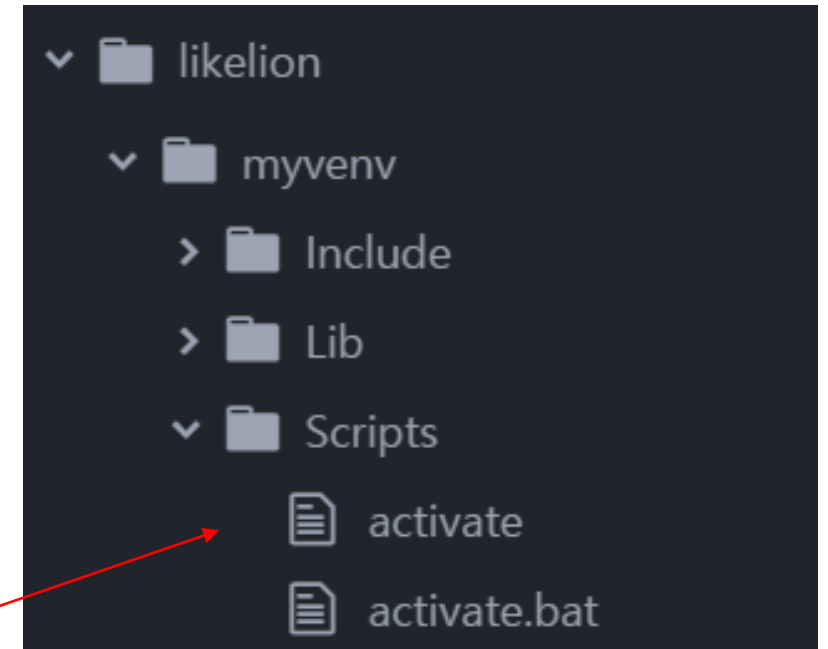 likelion
myvenv
Include
Lib
Scripts
activate
activate.bat